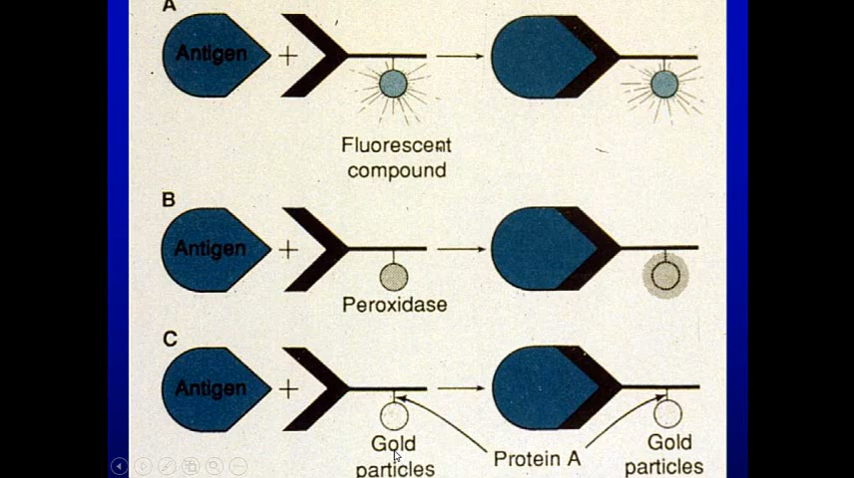 A
Antigen
+
Fluorescent
compound
B
Antigen
+
Peroxidase
C
Antigen
+
Gold
particles
Protein A
Gold
particles